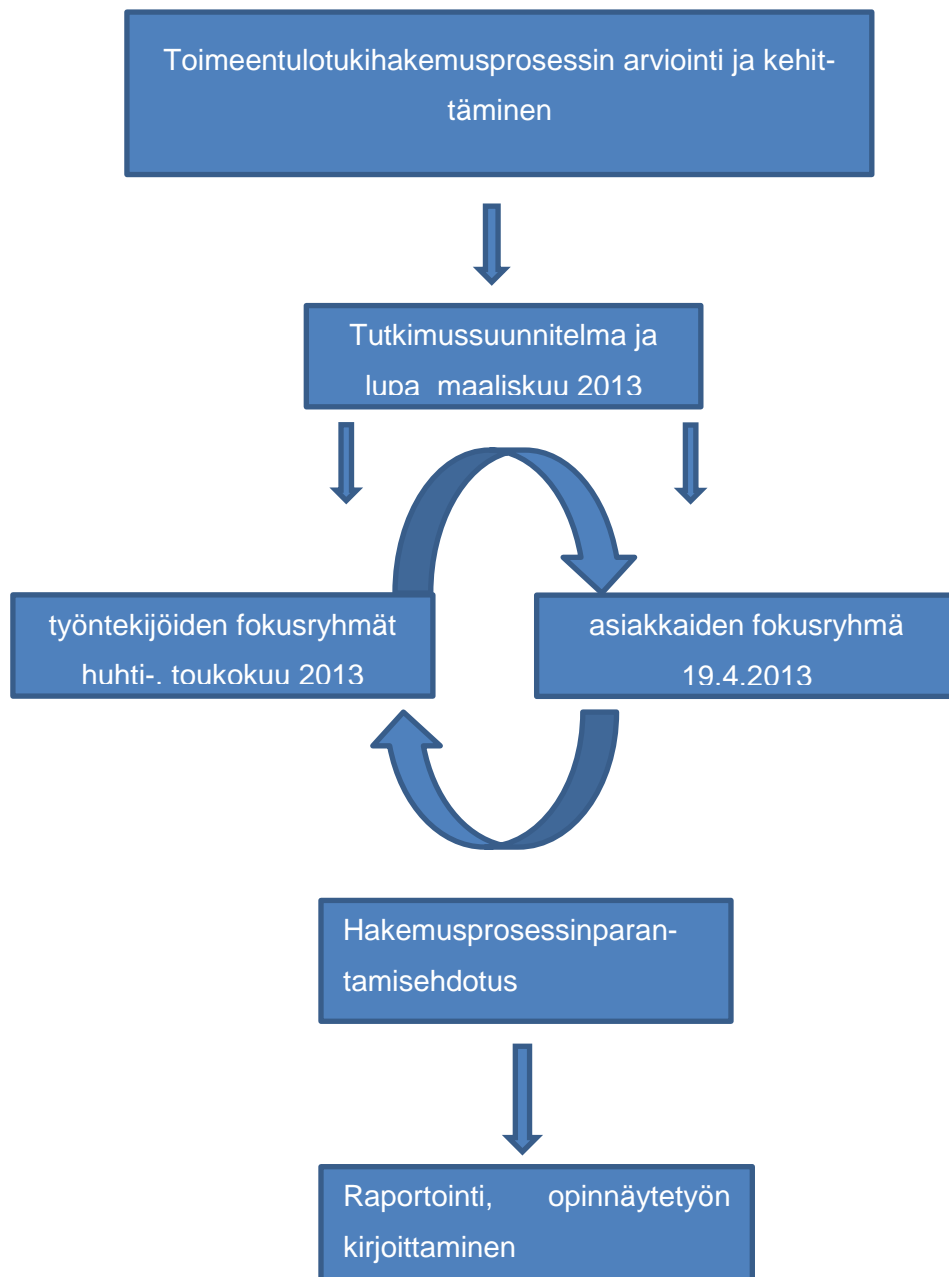 Toimeentulotukihakemusprosessin arviointi ja kehit-
täminen
Tutkimussuunnitelma ja
lupa maaliskuu 2013
työntekijöiden fokusryhmät
huhti-, toukokuu 2013
asiakkaiden fokusryhmä
19.4.2013
Hakemusprosessinparan-
tamisehdotus
Raportointi, opinnäytetyön
kirjoittaminen